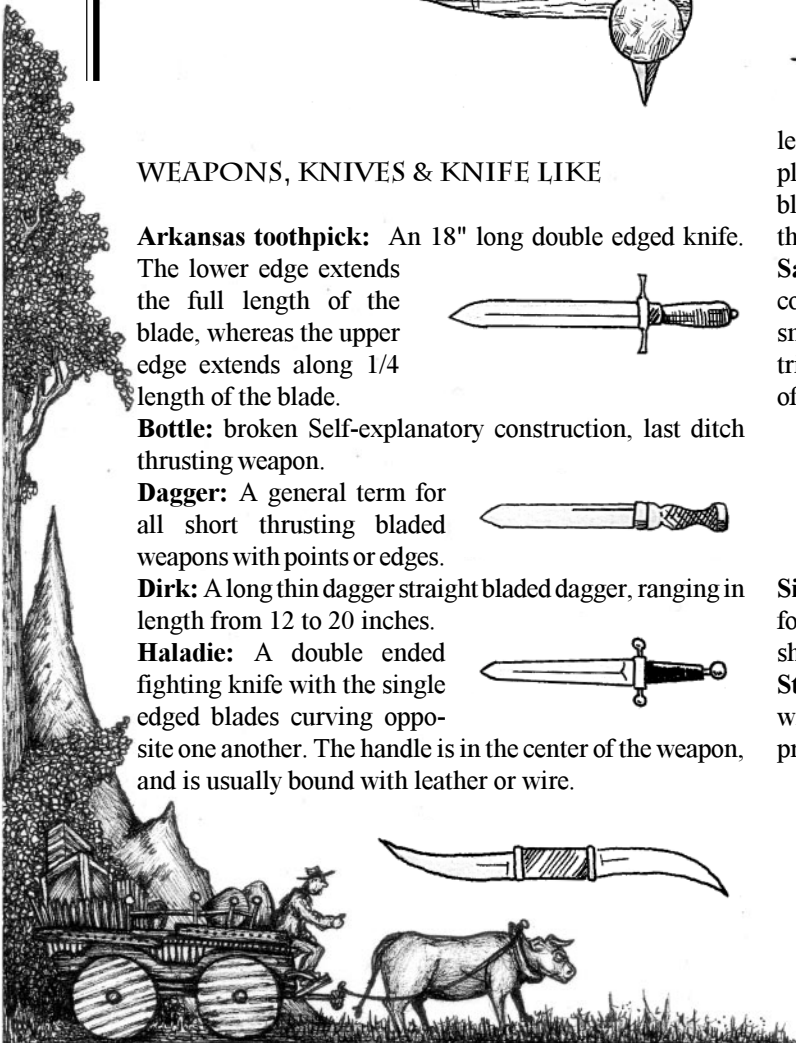 WEAPONS, KNIVES & KNIFE LIKE
Arkansas toothpick: An 18" long double edged knife.
The lower edge extends
the full length of the
blade, whereas the upper
edge extends along 1/4
length of the blade.
Bottle: broken Self-explanatory construction, last ditch
thrusting weapon.
Dagger: A general term for
all short thrusting bladed
weapons with points or edges.
Dirk: A long thin dagger straight bladed dagger, ranging in
length from 12 to 20 inches.
Haladie: A double ended
fighting knife with the single
edged blades curving oppo-
site one another. The handle is in the center of the weapon,
and is usually bound with leather or wire.